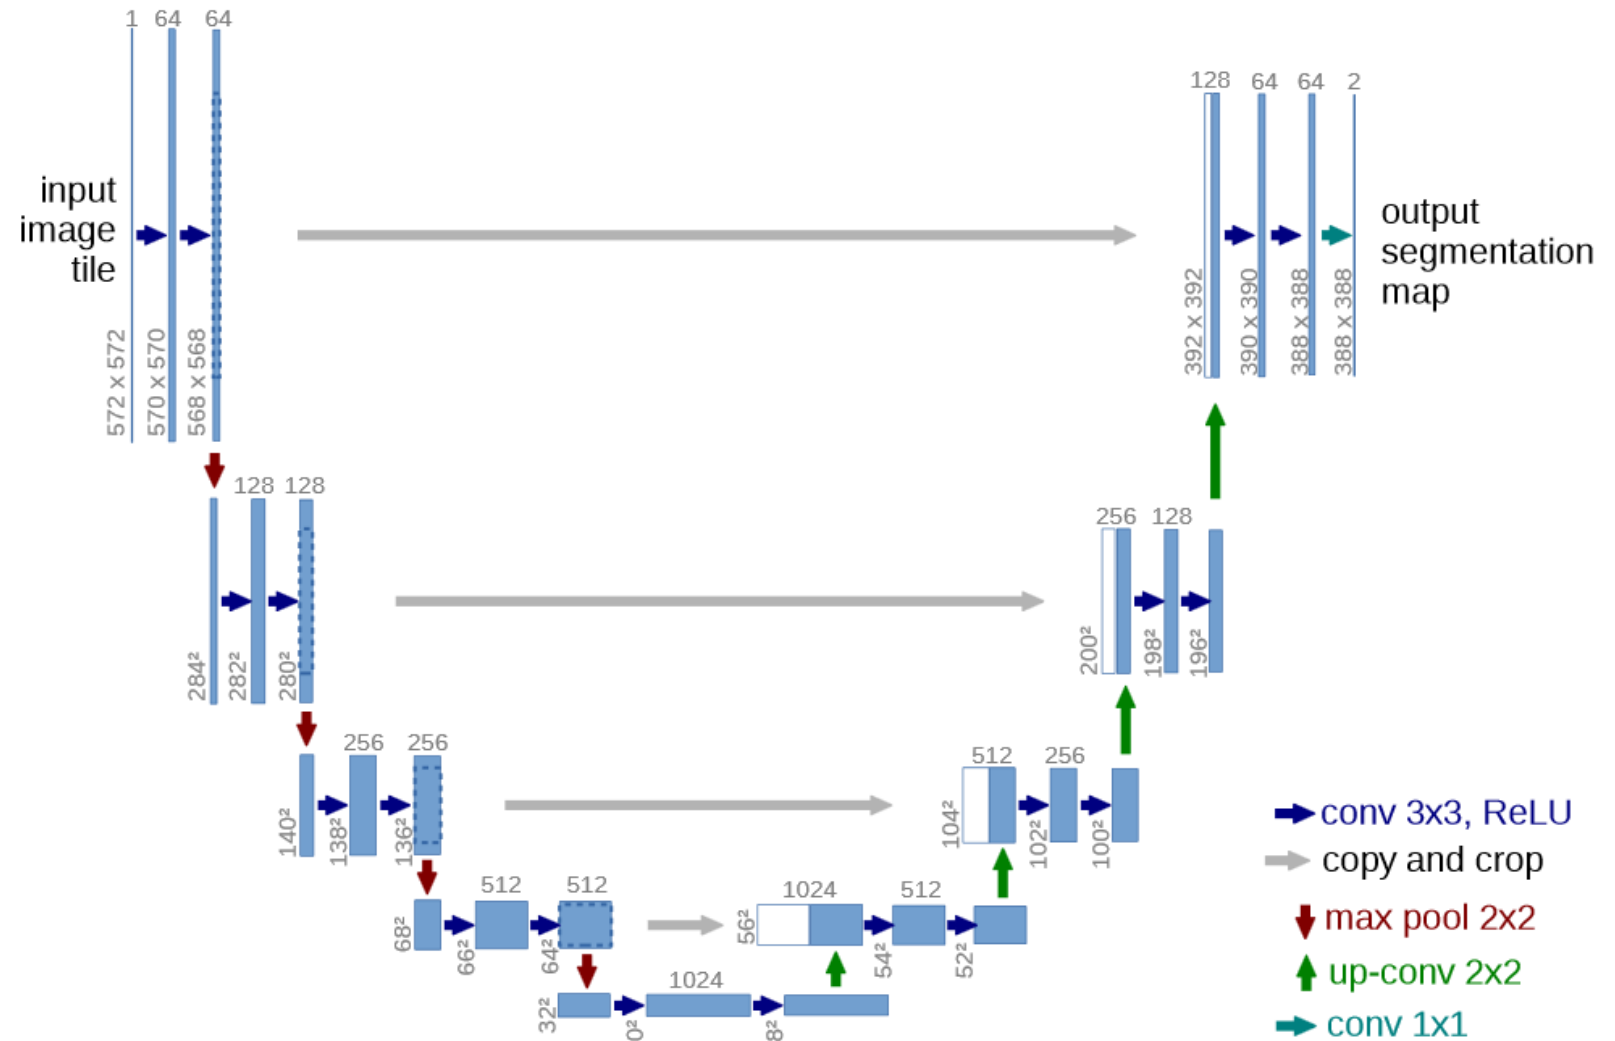 1 64 64
128 64 64 2
input
image
tile
output
segmentation
map
572 x 572
570 x 570
568 x 568
392 x 392
390 x 390
388 x 388
388 x 388
128 128
256 128
284²
282²
280²
200²
198²
196²
256 256
512 256
140²
138²
136²
104²
102²
100²
512 512
1024 512
68²
66²
64²
56²
54²
52²
1024
32²
0²
8²
conv 3x3, ReLU
copy and crop
max pool 2x2
up-conv 2x2
conv 1x1